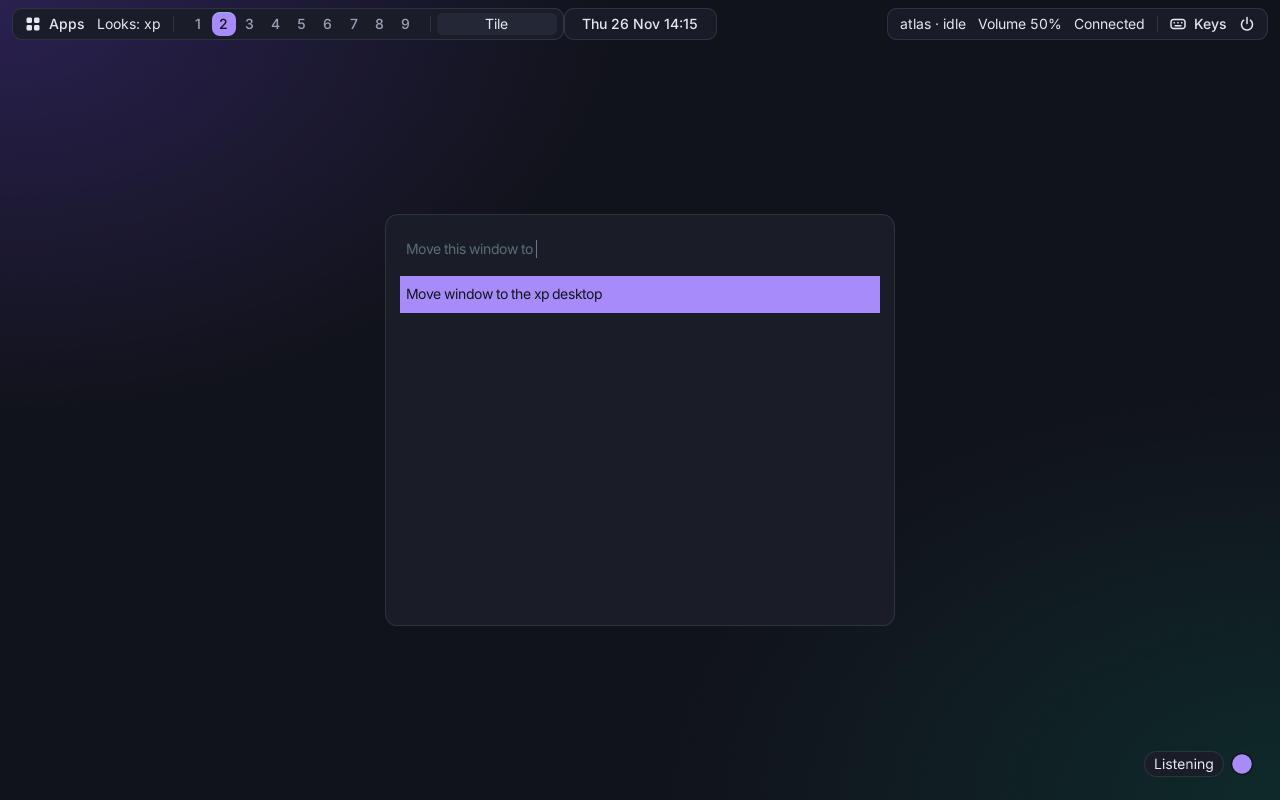 Apps Looks: xp 1 2 3 4 5 6 7 8 9 Tile Thu 26 Nov 14:15 atlas · idle Volume 50% Connected Keys
Move this window to
Move window to the xp desktop
Listening